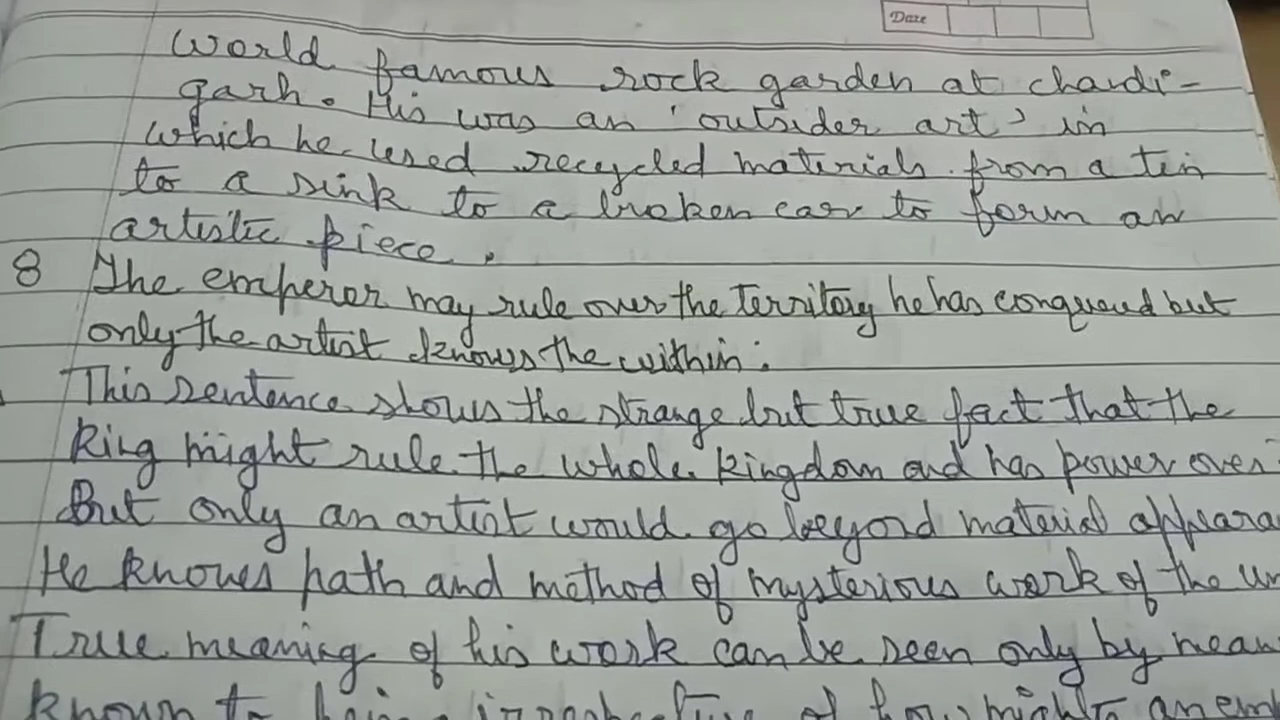 Date
World famous rock garden at chandi-
garh. His was an 'outsider art' in
which he used recycled materials from a tin
to a sink to a broken car to form an
artistic piece.
8 The emperor may rule over the territory he has conquered but
only the artist knows the within:
This sentence shows the strange but true fact that the
king might rule the whole kingdom and has power over
But only an artist would go beyond material
He knows path and method of mysterious work of the
True meaning of his work can be seen only by
known to of how might